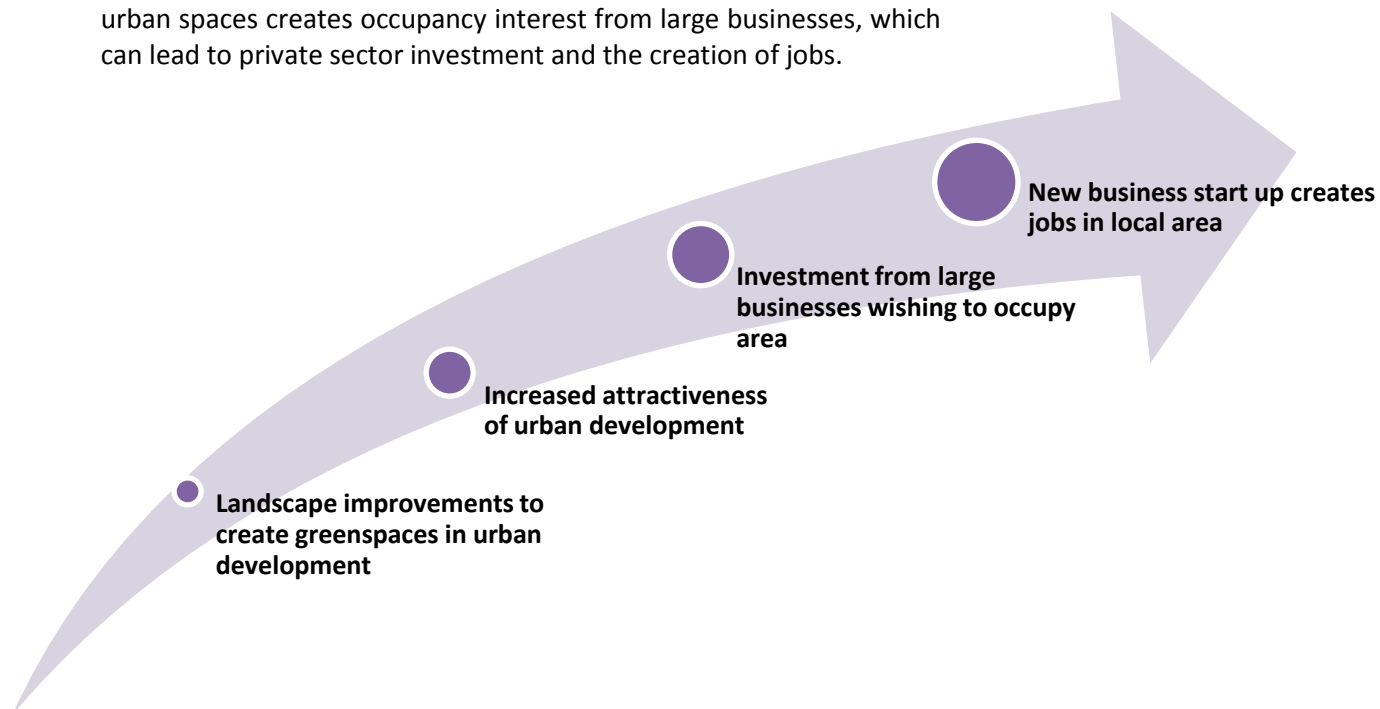 urban spaces creates occupancy interest from large businesses, which
can lead to private sector investment and the creation of jobs.
New business start up creates
jobs in local area
Investment from large
businesses wishing to occupy
area
Increased attractiveness
of urban development
Landscape improvements to
create greenspaces in urban
development